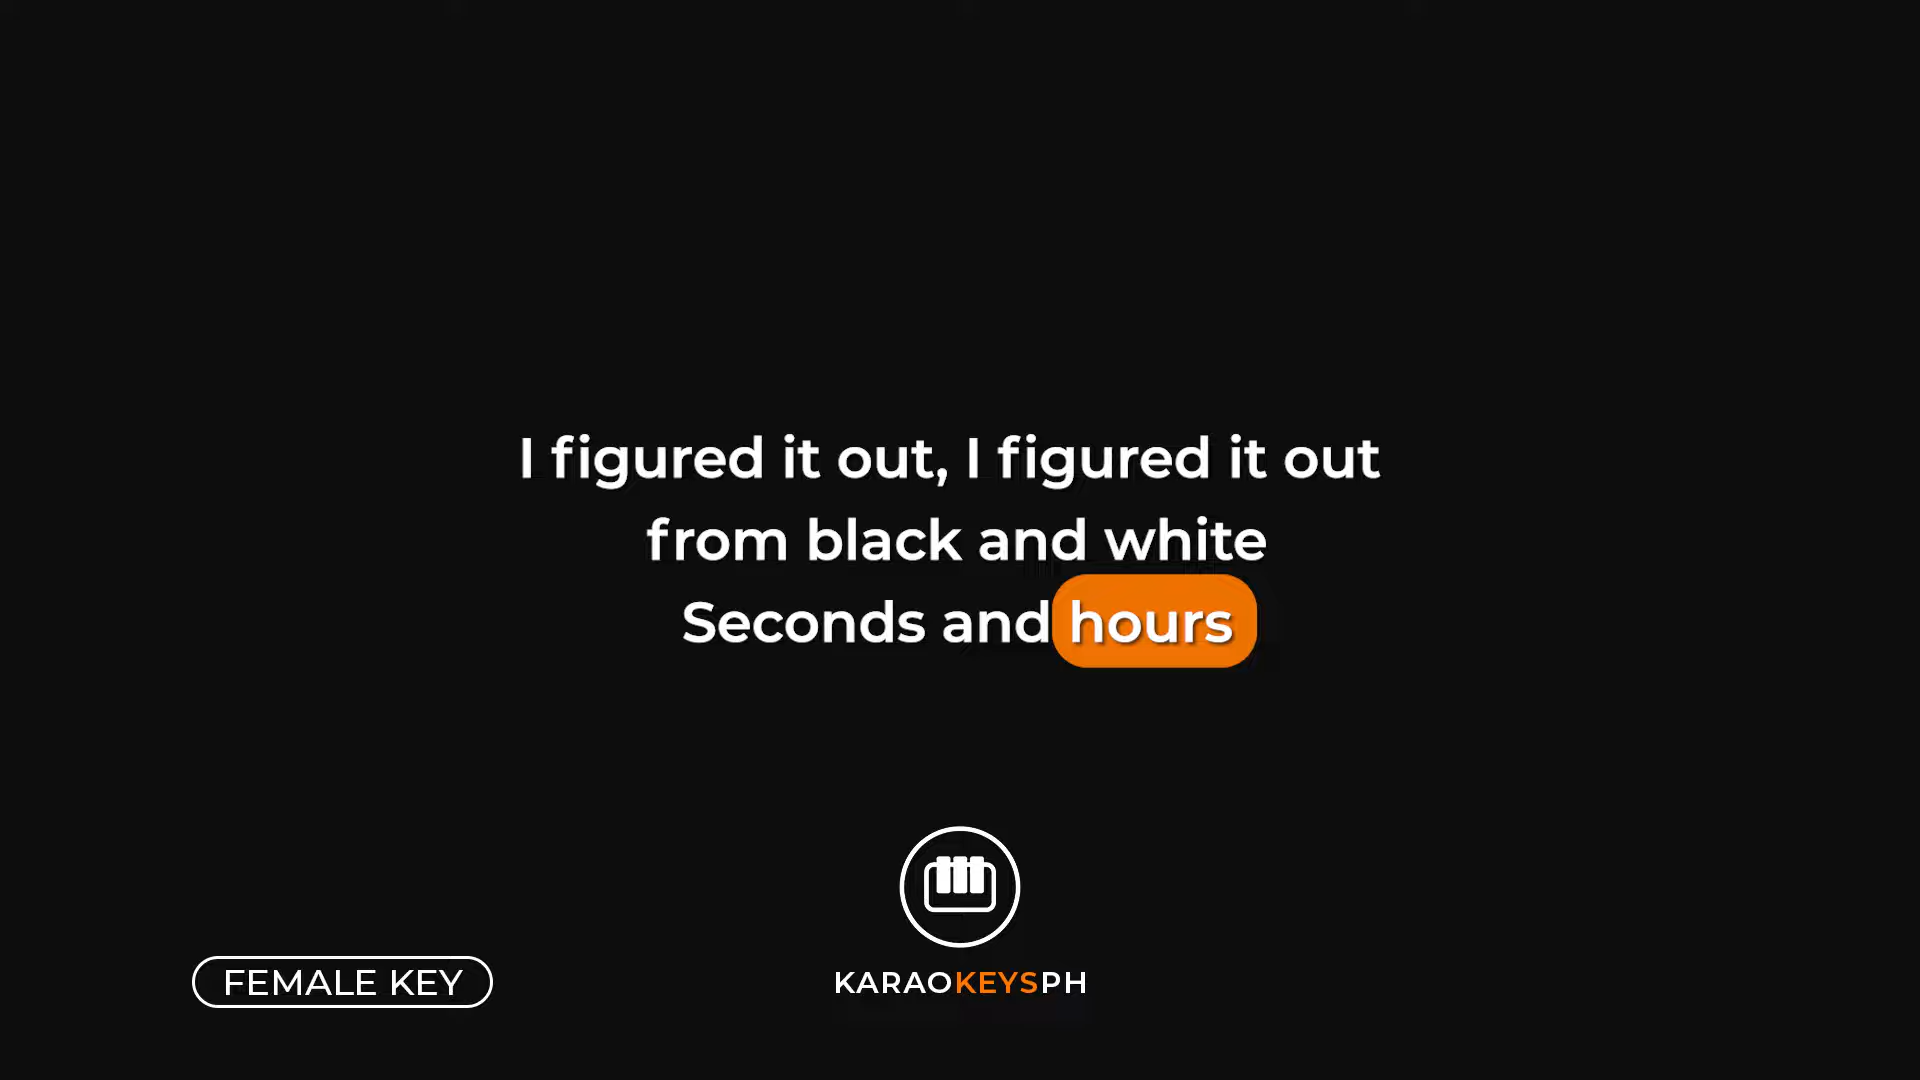 I figured it out, I figured it out
from black and white
Seconds and hours
FEMALE KEY
KARAOKEYSPH